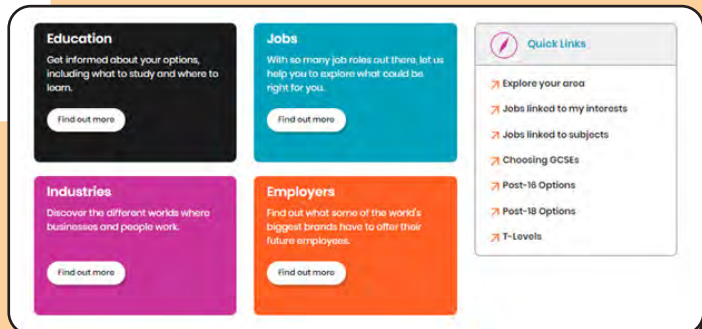 Education
Get informed about your options,
including what to study and where to
learn.
Find out more
Jobs
With so many job roles out there, let us
help you to explore what could be
right for you.
Find out more
Industries
Discover the different worlds where
businesses and people work.
Find out more
Employers
Find out what some of the world's
biggest brands have to offer their
future employees.
Find out more
Quick Links
Explore your area
Jobs linked to my interests
Jobs linked to subjects
Choosing GCSEs
Post-16 Options
Post-18 Options
T-Levels